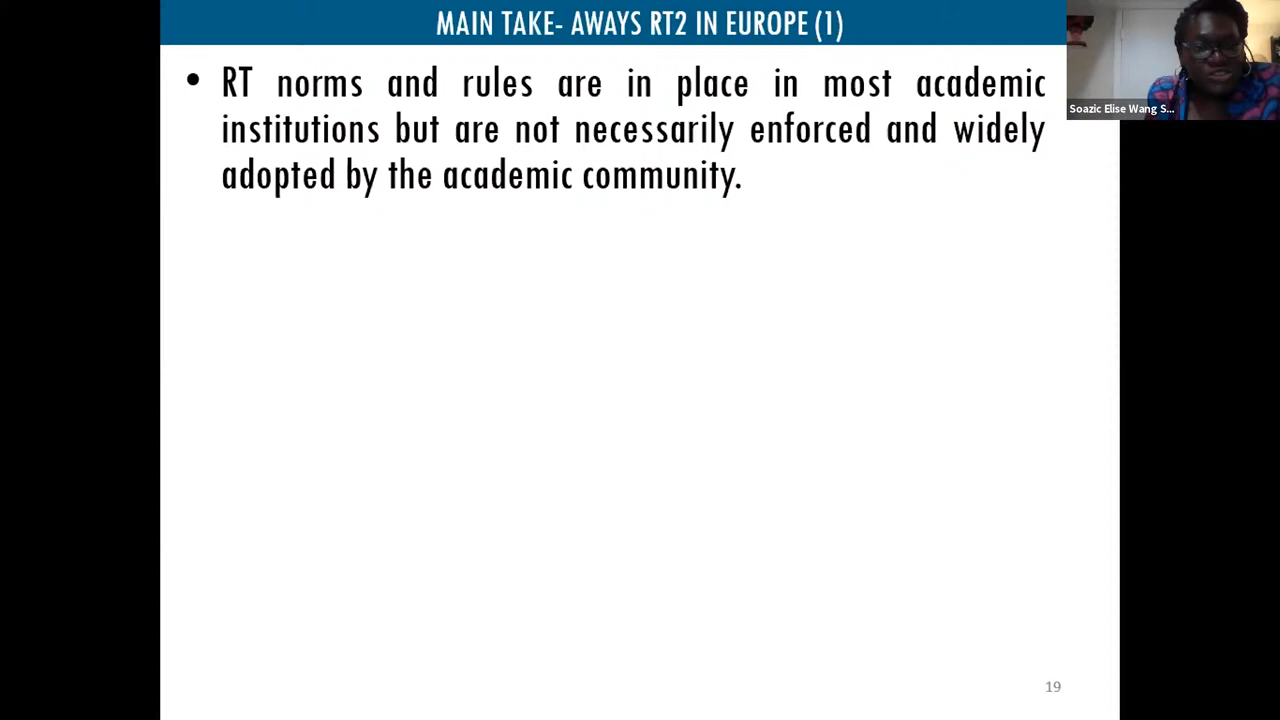 MAIN TAKE- AWAYS RT2 IN EUROPE (1)
• RT norms and rules are in place in most academic
institutions but are not necessarily enforced and widely
adopted by the academic community.
Soazic Elise Wang S...
19